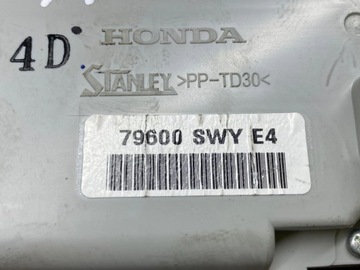 4D HONDA
STANLEY >PP-TD30<
79600 SWY E4